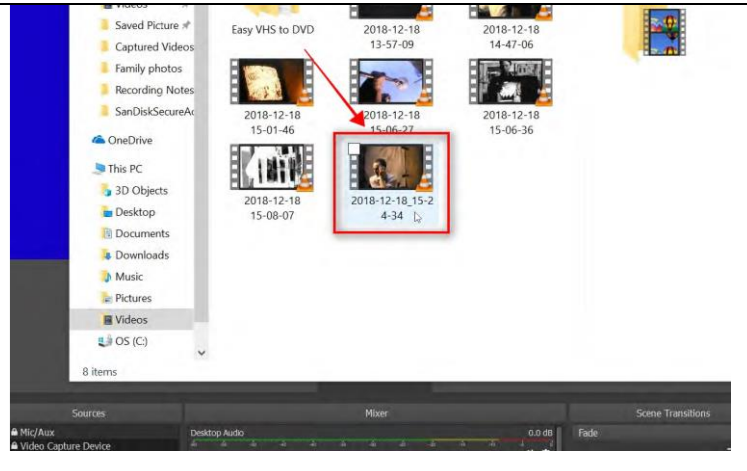 Videos
Saved Picture
Captured Videos
Family photos
Recording Notes
SanDiskSecureAc
OneDrive
This PC
3D Objects
Desktop
Documents
Downloads
Music
Pictures
Videos
OS (C:)
8 items
Easy VHS to DVD
2018-12-18
13-57-09
2018-12-18
14-47-06
2018-12-18
15-01-46
2018-12-18
15-06-27
2018-12-18
15-06-36
2018-12-18
15-08-07
2018-12-18_15-2
4-34
Sources
Mixer
Scene Transitions
Mic/Aux
Video Capture Device
Desktop Audio
0.0 dB
Fade